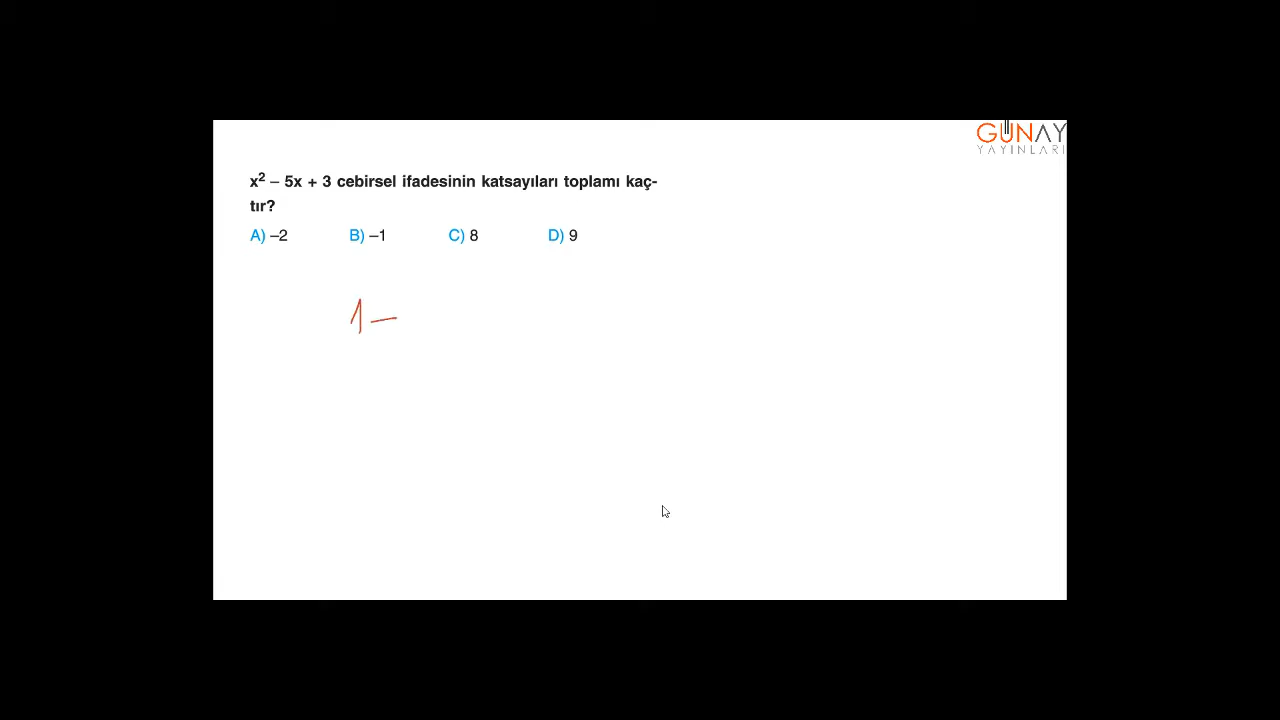 GÜNAY
YAYINLARI
x² – 5x + 3 cebirsel ifadesinin katsayıları toplamı kaç-
tır?
A) –2 B) –1 C) 8 D) 9
1 –